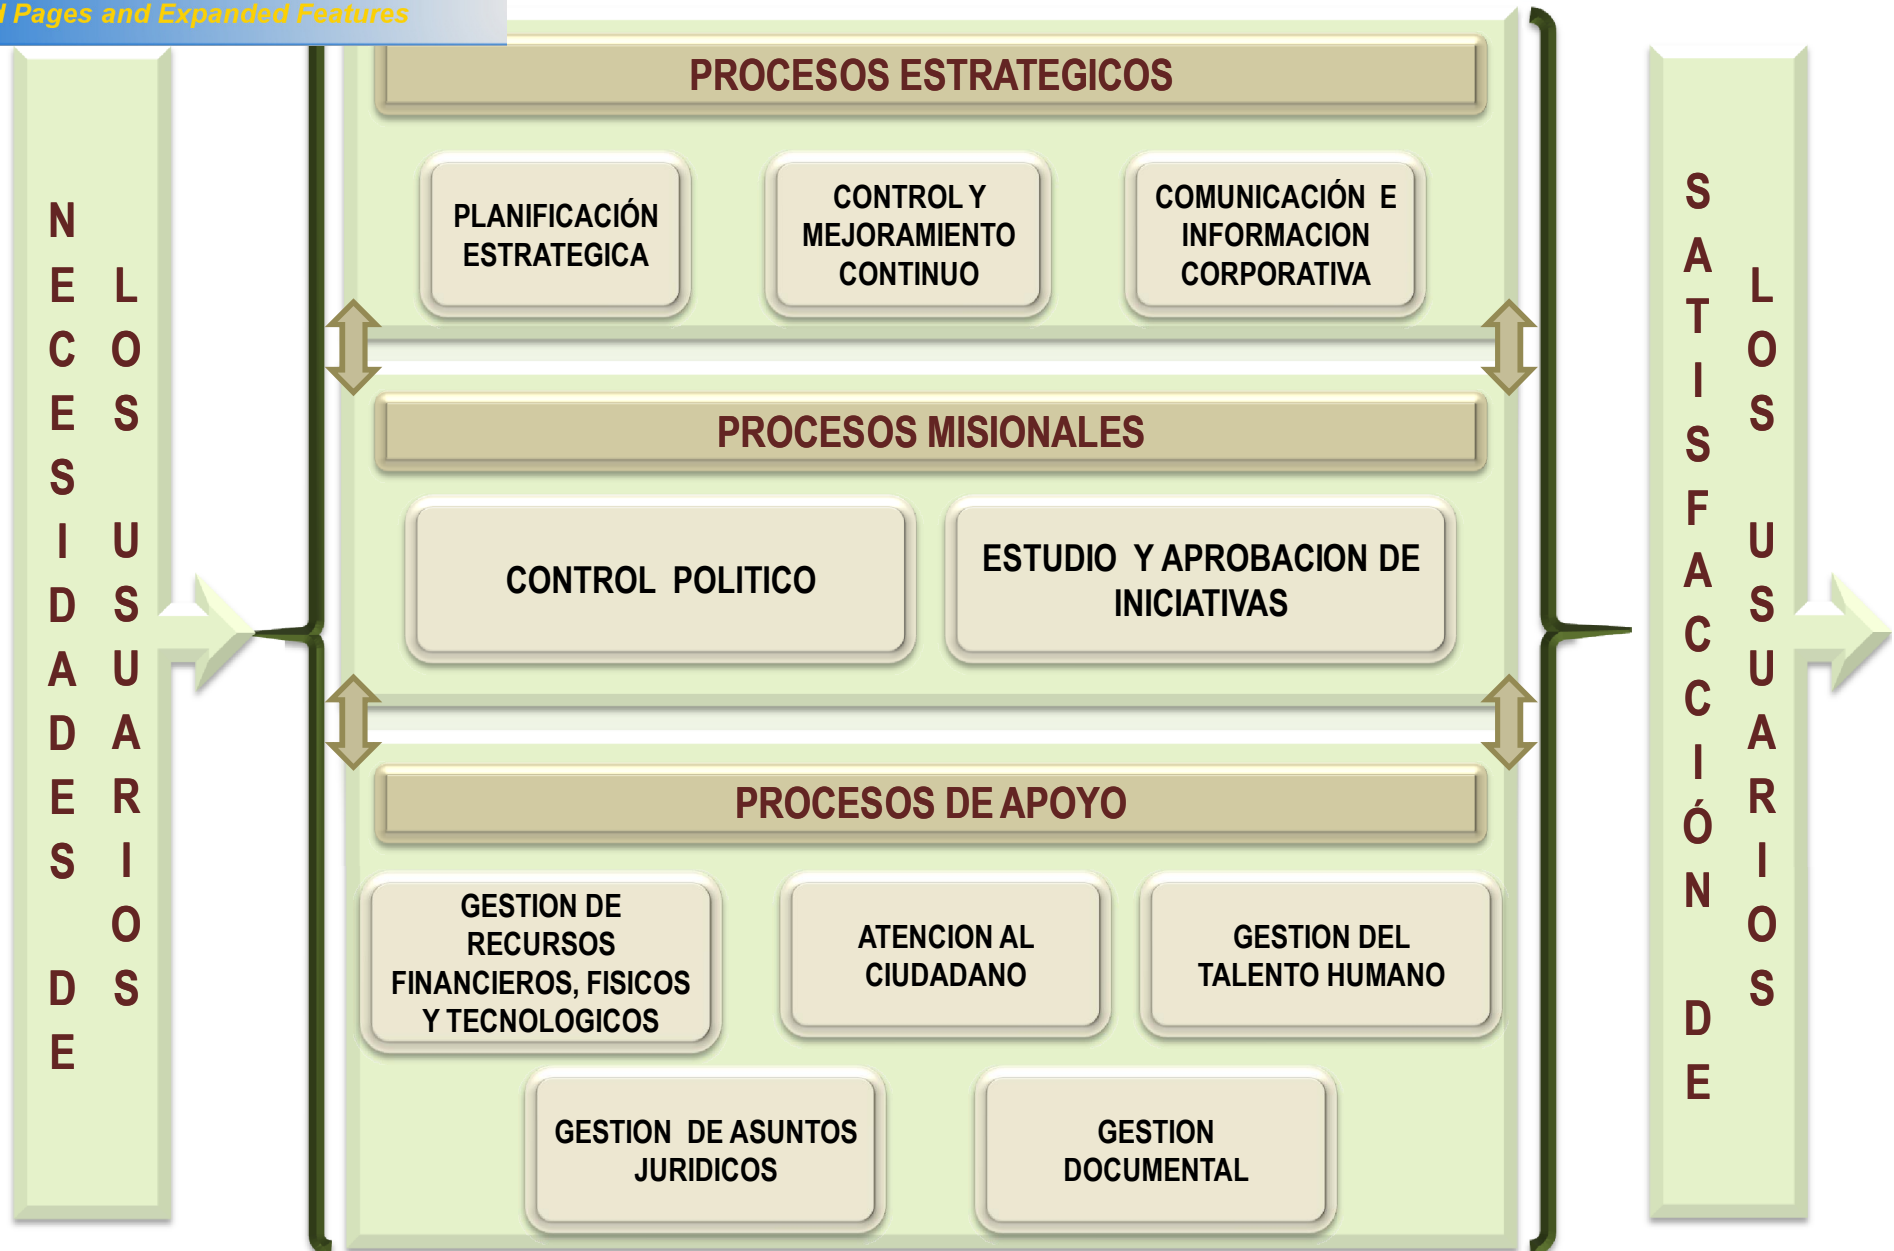 Pages and Expanded Features
NECESIDADES DE
LOS USUARIOS
PROCESOS ESTRATEGICOS
PLANIFICACIÓN
ESTRATEGICA
CONTROL Y
MEJORAMIENTO
CONTINUO
COMUNICACIÓN E
INFORMACION
CORPORATIVA
PROCESOS MISIONALES
CONTROL POLITICO
ESTUDIO Y APROBACION DE
INICIATIVAS
PROCESOS DE APOYO
GESTION DE
RECURSOS
FINANCIEROS, FISICOS
Y TECNOLOGICOS
ATENCION AL
CIUDADANO
GESTION DEL
TALENTO HUMANO
GESTION DE ASUNTOS
JURIDICOS
GESTION
DOCUMENTAL
SATISFACCIÓN DE
LOS USUARIOS